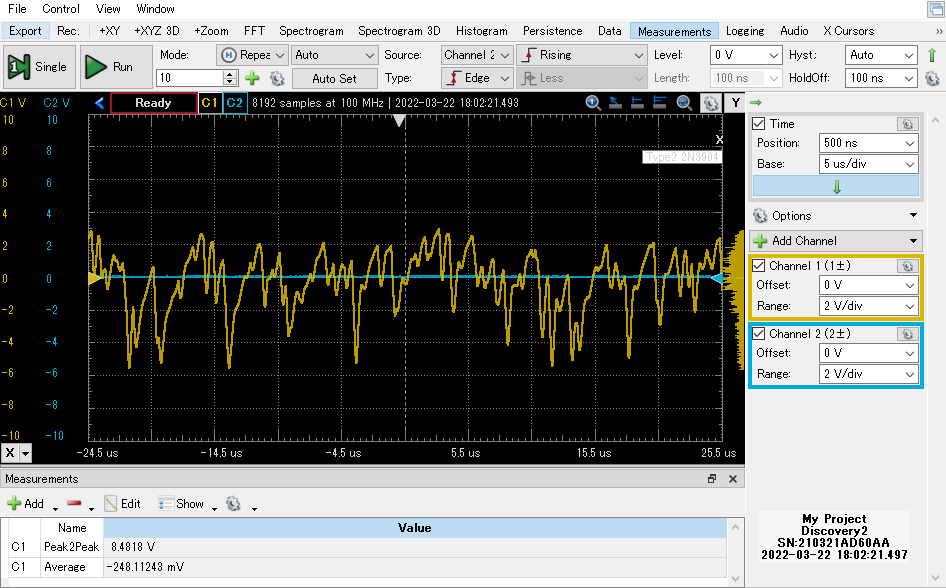 File Control View Window
Export Rec. +XY +XYZ 3D +Zoom FFT Spectrogram Spectrogram 3D Histogram Persistence Data Measurements Logging Audio X Cursors »
Single Run Mode: Repea Auto Source: Channel 2 Rising Level: 0 V Hyst: Auto
10 Auto Set Type: Edge Less Length: 100 ns HoldOff: 100 ns
C1 V C2 V Ready C1 C2 8192 samples at 100 MHz | 2022-03-22 18:02:21.493 Y
10 10
8 8
6 6
4 4
2 2
0 0
-2 -2
-4 -4
-6 -6
-8 -8
-10 -10
X
Type2 2N3904
X -24.5 us -14.5 us -4.5 us 5.5 us 15.5 us 25.5 us
Time
Position: 500 ns
Base: 5 us/div
Options
Add Channel
Channel 1 (1±)
Offset: 0 V
Range: 2 V/div
Channel 2 (2±)
Offset: 0 V
Range: 2 V/div
Measurements
Add Edit Show
Name Value
C1 Peak2Peak 8.4818 V
C1 Average -248.11243 mV
My Project
Discovery2
SN:210321AD60AA
2022-03-22 18:02:21.497